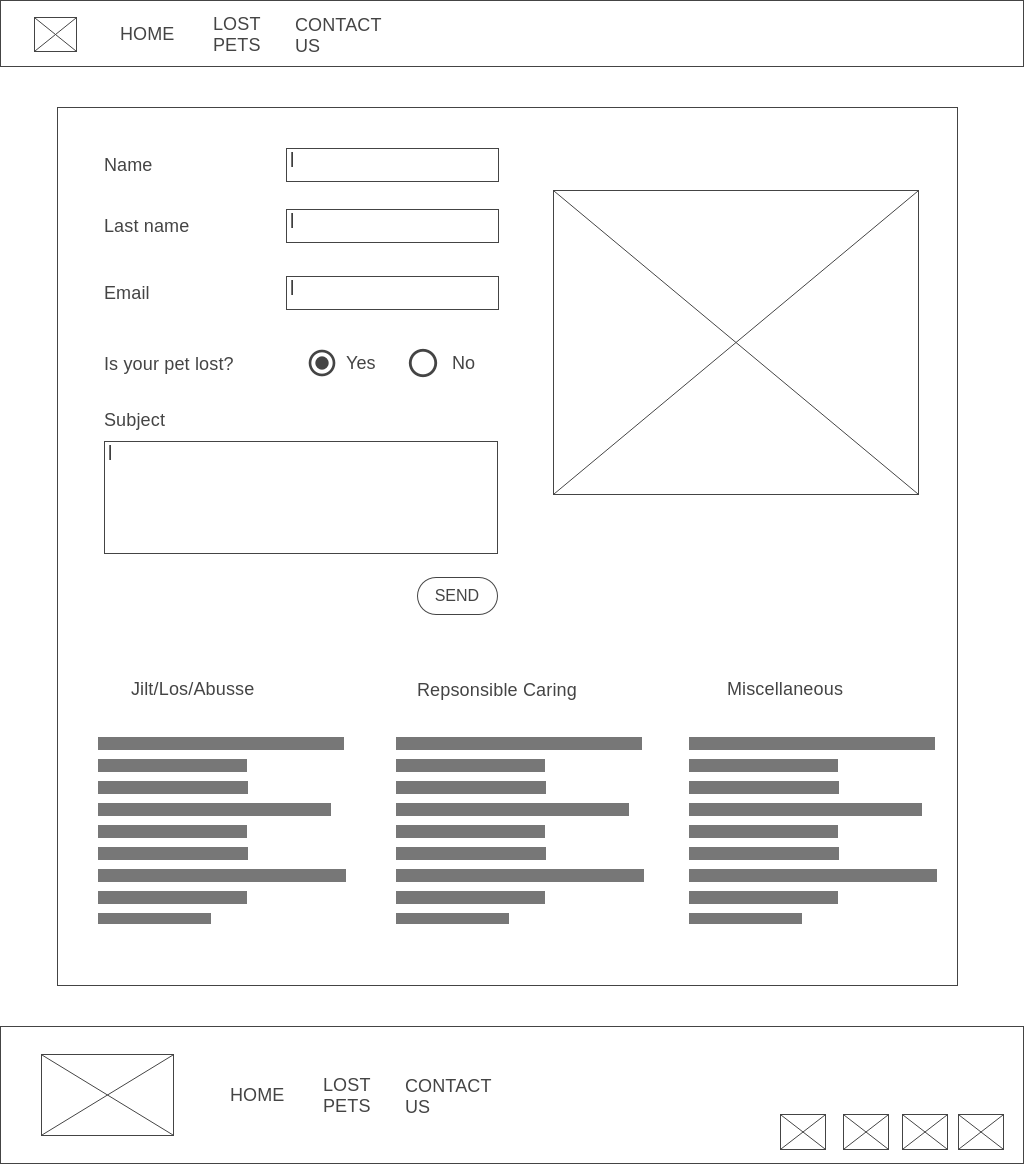 HOME
LOST
PETS
CONTACT
US
Name
Last name
Email
Is your pet lost?
Yes
No
Subject
SEND
Jilt/Los/Abusse
Repsonsible Caring
Miscellaneous
HOME
LOST
PETS
CONTACT
US